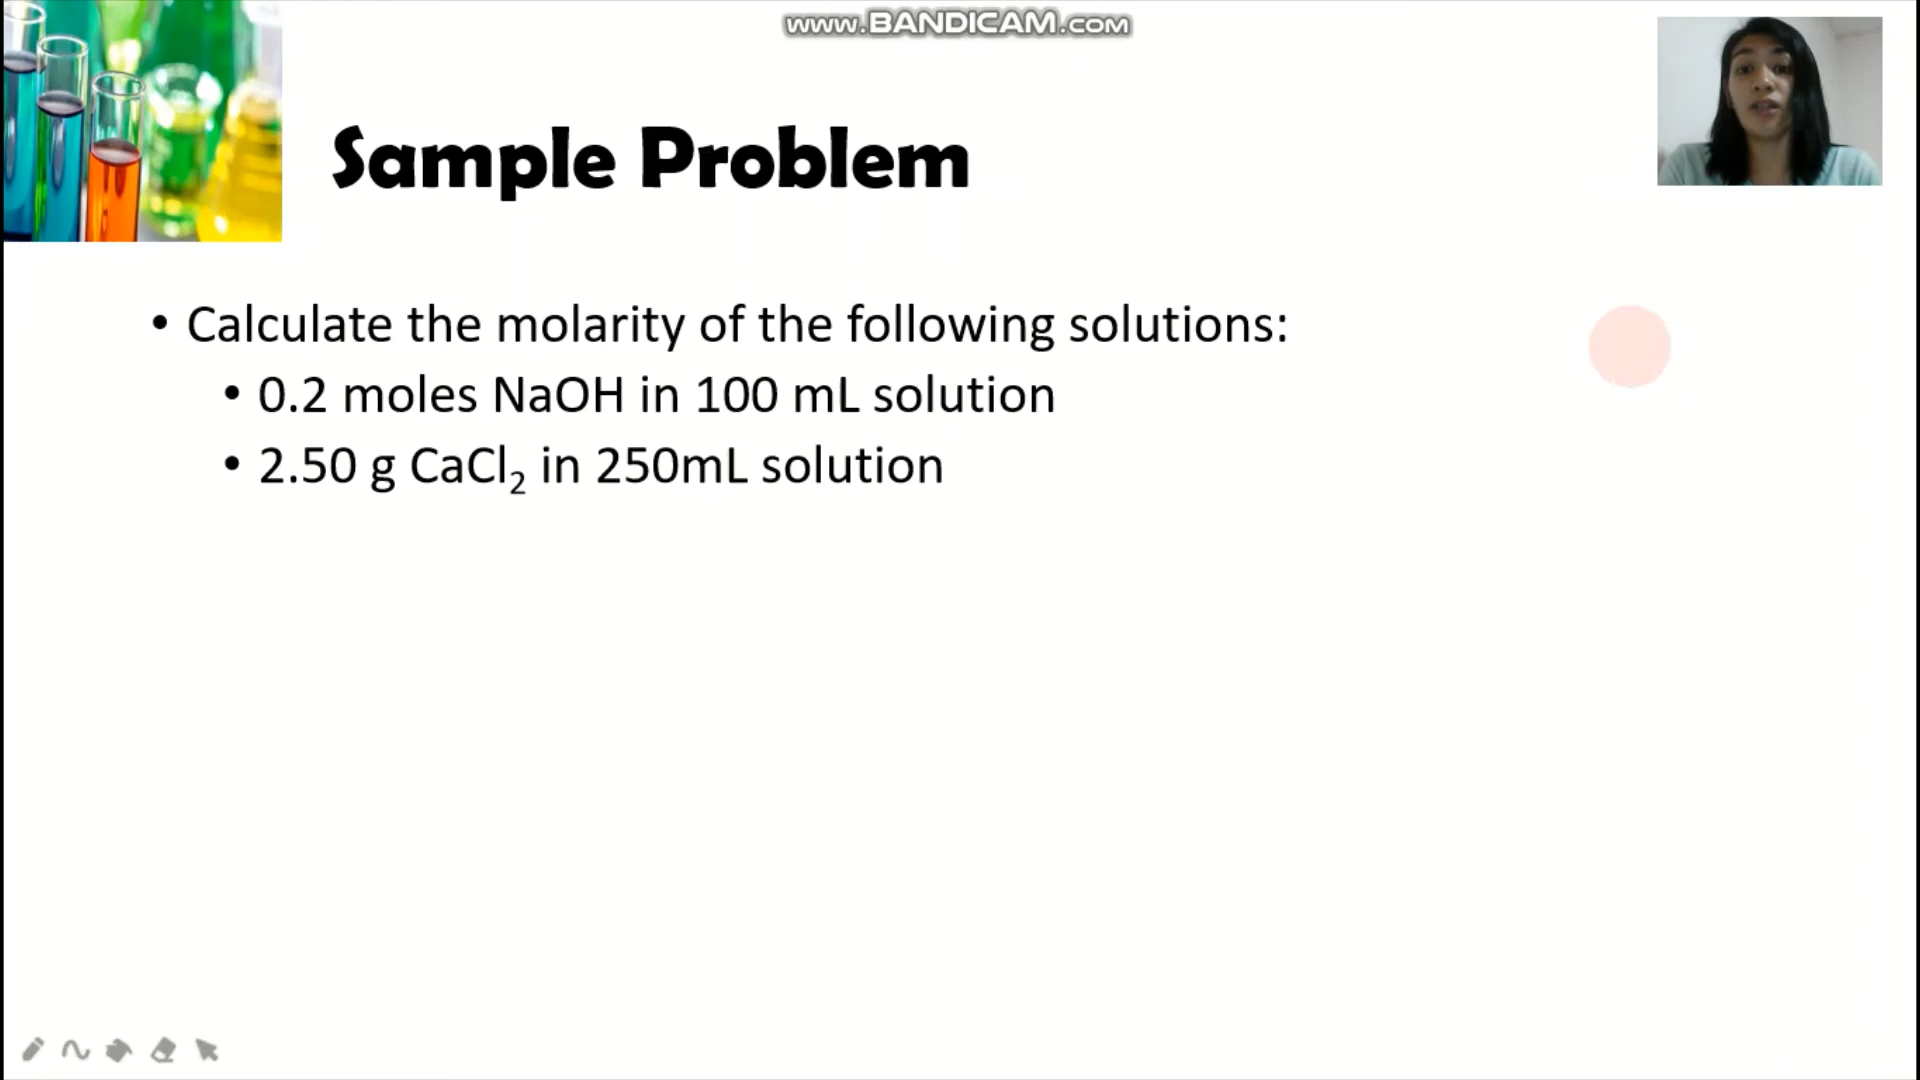 www.BANDICAM.com
Sample Problem
• Calculate the molarity of the following solutions:
• 0.2 moles NaOH in 100 mL solution
• 2.50 g CaCl₂ in 250mL solution